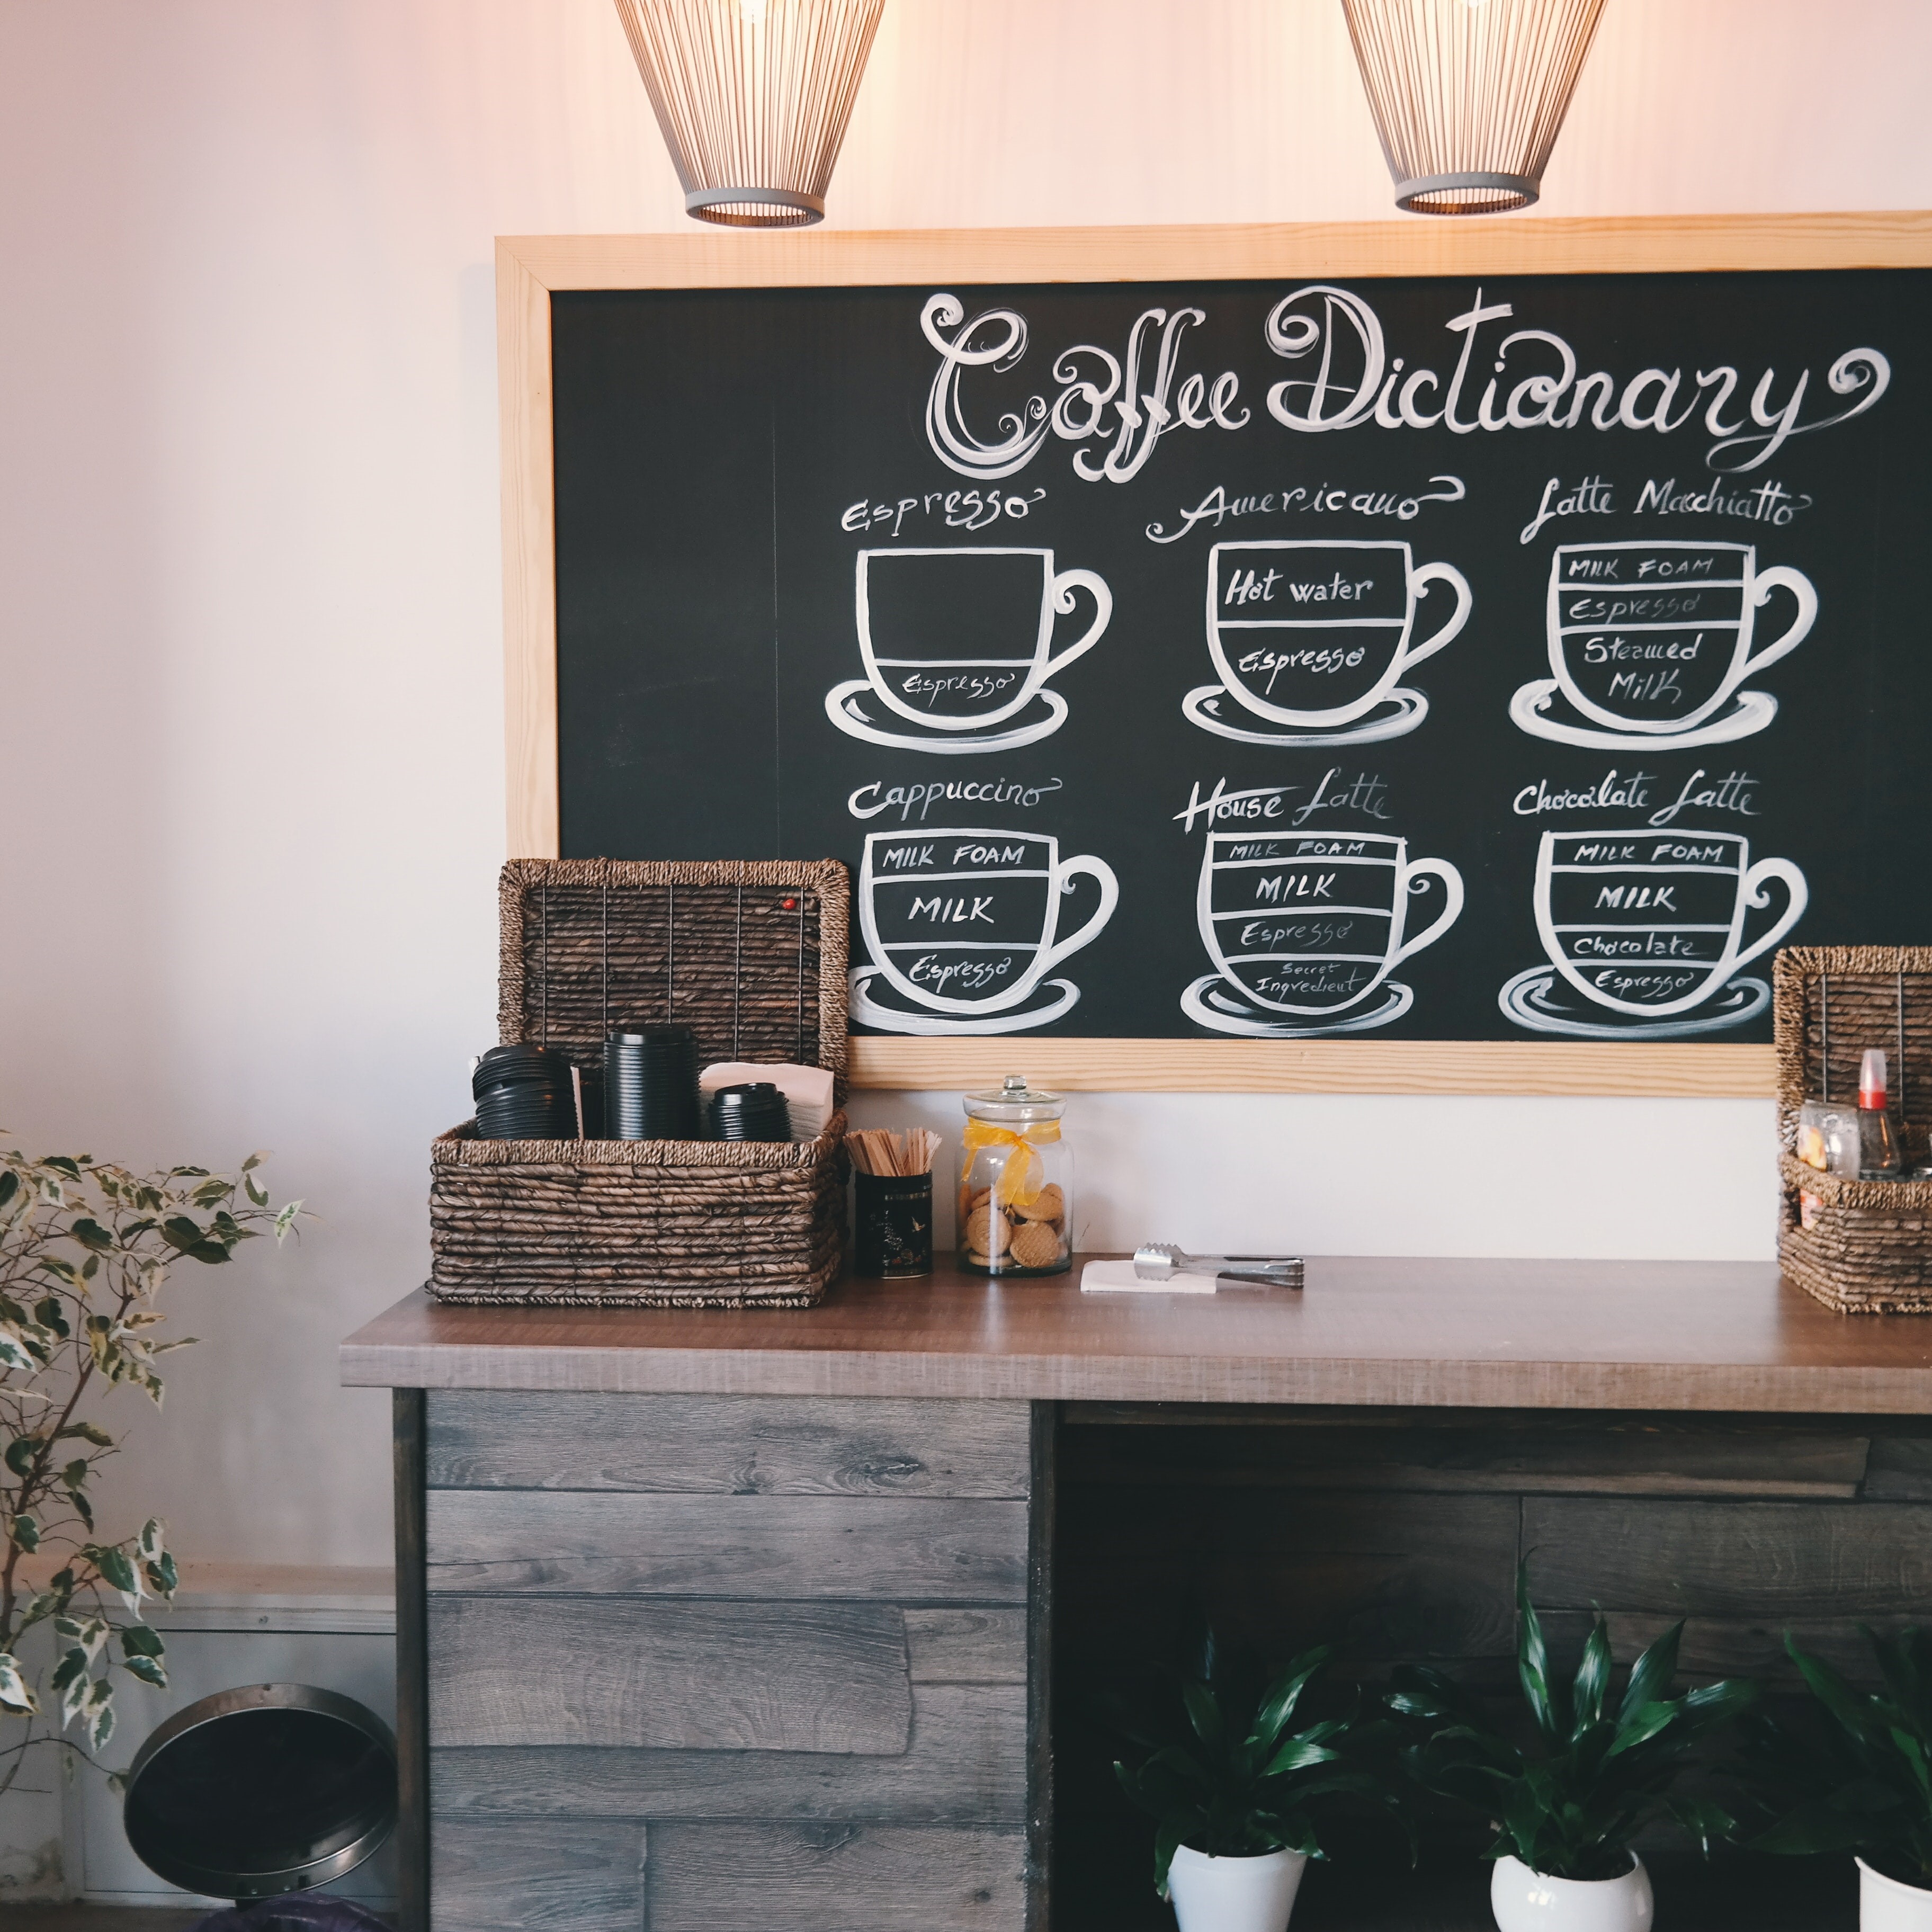 Coffee Dictionary
Espresso
Espresso
Americano
Hot water
Espresso
Latte Macchiatto
MILK FOAM
Espresso
Steamed
Milk
Cappuccino
MILK FOAM
MILK
Espresso
House Latte
MILK FOAM
MILK
Espresso
Secret
Ingredient
Chocolate Latte
MILK FOAM
MILK
Chocolate
Espresso